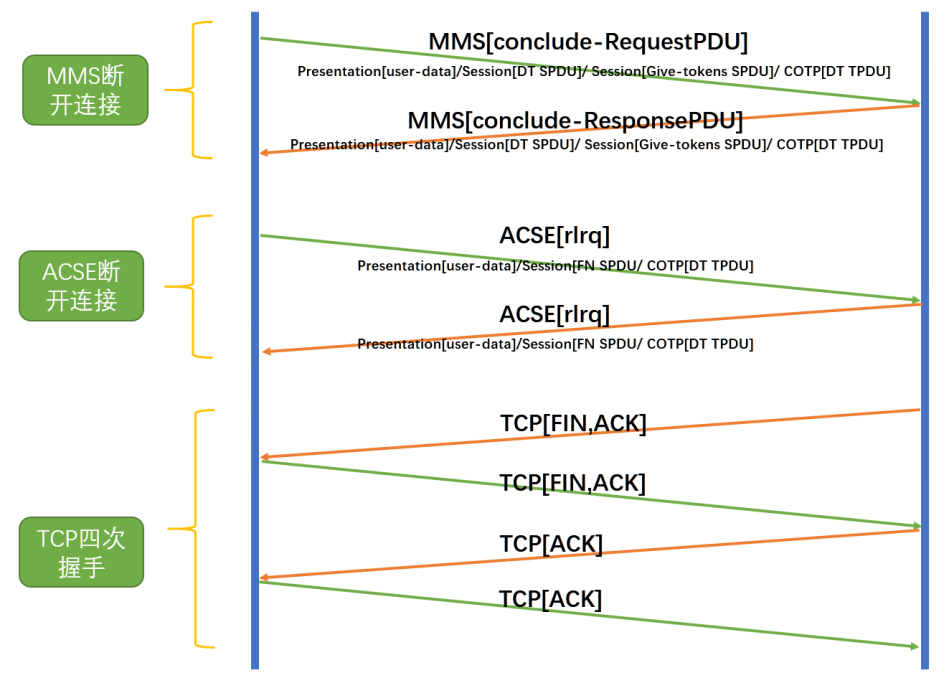 MMS断
开连接
MMS[conclude-RequestPDU]
Presentation[user-data]/Session[DT SPDU]/ Session[Give-tokens SPDU]/ COTP[DT TPDU]
MMS[conclude-ResponsePDU]
Presentation[user-data]/Session[DT SPDU]/ Session[Give-tokens SPDU]/ COTP[DT TPDU]
ACSE断
开连接
ACSE[rlrq]
Presentation[user-data]/Session[FN SPDU/ COTP[DT TPDU]
ACSE[rlrq]
Presentation[user-data]/Session[FN SPDU/ COTP[DT TPDU]
TCP四次
握手
TCP[FIN,ACK]
TCP[FIN,ACK]
TCP[ACK]
TCP[ACK]